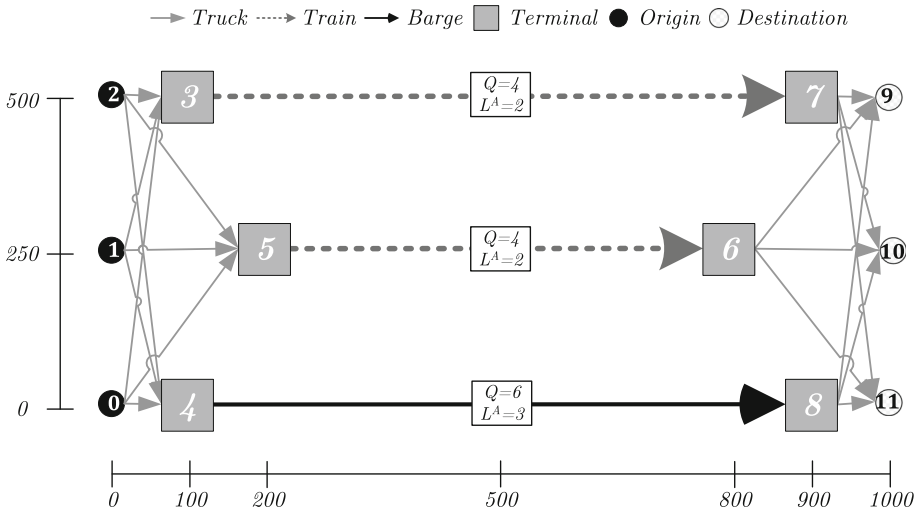 Truck Train Barge Terminal Origin Destination
500
2 3 Q=4 7 9
L^A=2
250
1 5 Q=4 6 10
L^A=2
0
0 4 Q=6 8 11
L^A=3
0 100 200 500 800 900 1000